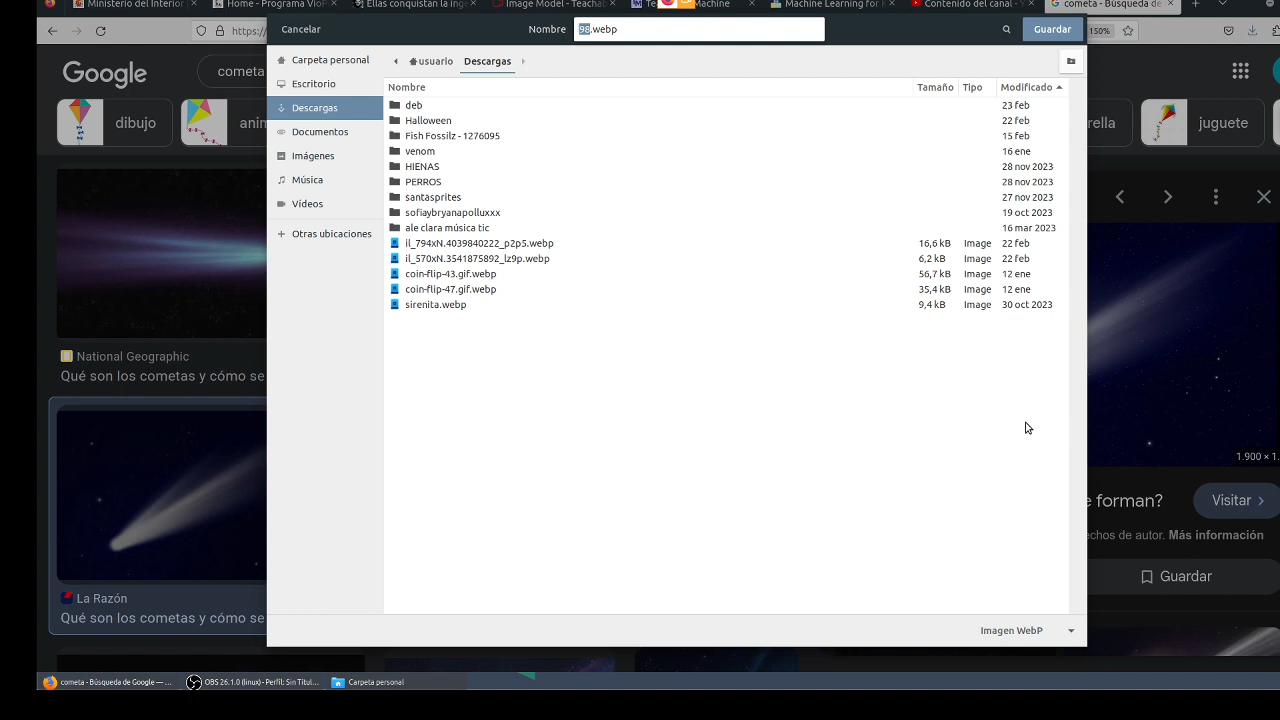 Ministerio del Interior
Home - Programa VioP
Ellas conquistan la inge
Image Model - Teachab
Te
Machine
Machine Learning for K
Contenido del canal - Y
cometa - Búsqueda de
https://
150%
Google
cometa
dibujo
anim
rella
juguete
Cancelar
Nombre
98.webp
Guardar
Carpeta personal
Escritorio
Descargas
Documentos
Imágenes
Música
Vídeos
Otras ubicaciones
usuario
Descargas
Nombre Tamaño Tipo Modificado
deb 23 feb
Halloween 22 feb
Fish Fossilz - 1276095 15 feb
venom 16 ene
HIENAS 28 nov 2023
PERROS 28 nov 2023
santasprites 27 nov 2023
sofiaybryanapolluxxx 19 oct 2023
ale clara música tic 16 mar 2023
il_794xN.4039840222_p2p5.webp 16,6 kB Image 22 feb
il_570xN.3541875892_lz9p.webp 6,2 kB Image 22 feb
coin-flip-43.gif.webp 56,7 kB Image 12 ene
coin-flip-47.gif.webp 35,4 kB Image 12 ene
sirenita.webp 9,4 kB Image 30 oct 2023
Imagen WebP
National Geographic
Qué son los cometas y cómo se
La Razón
Qué son los cometas y cómo se
1.900 × 1.
e forman?
Visitar
echos de autor. Más información
Guardar
cometa - Búsqueda de Google — ...
OBS 26.1.0 (linux) - Perfil: Sin Titul...
Carpeta personal